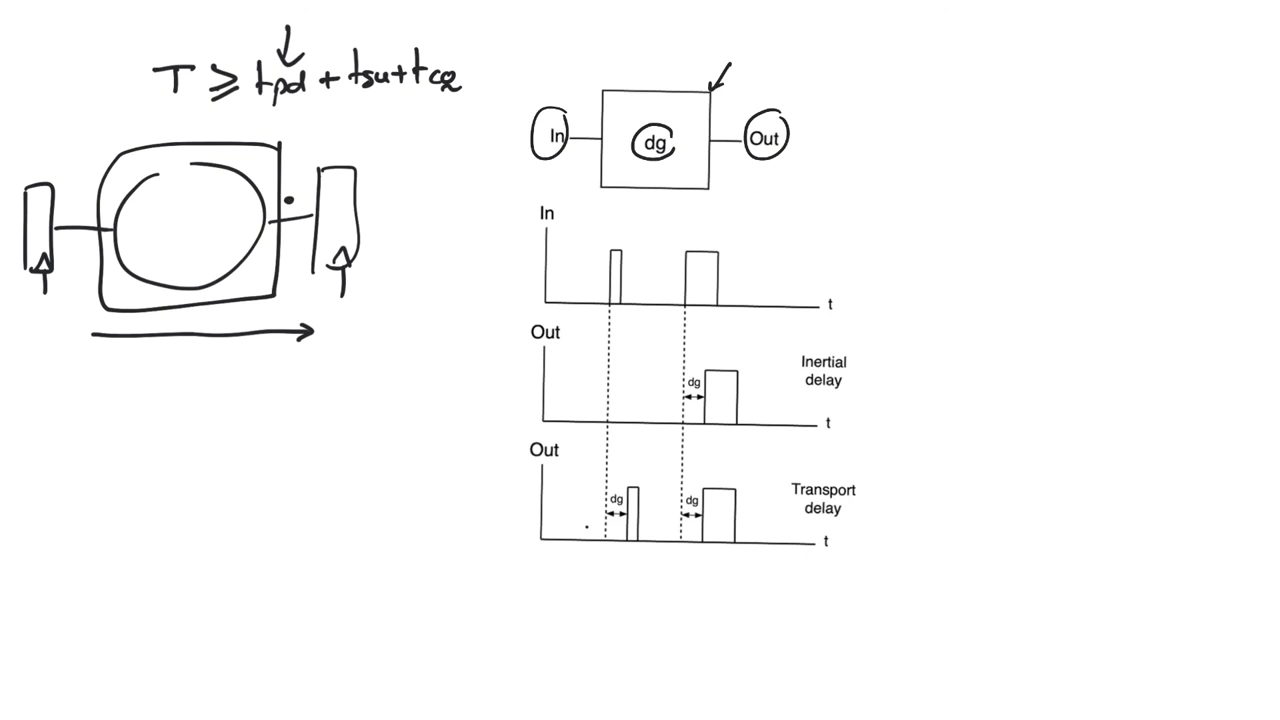 T ≥ tpd + tsu + tcq
In dg Out
In
t
Out
Inertial
delay
dg
t
Out
Transport
delay
dg dg
t